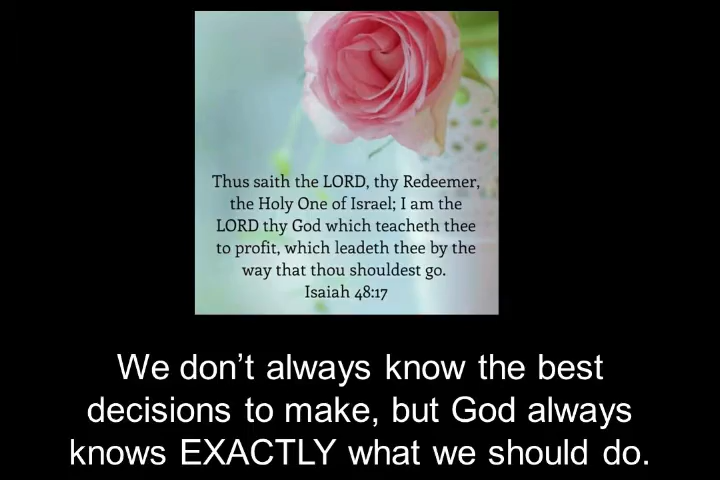 Thus saith the LORD, thy Redeemer,
the Holy One of Israel; I am the
LORD thy God which teacheth thee
to profit, which leadeth thee by the
way that thou shouldest go.
Isaiah 48:17
We don’t always know the best
decisions to make, but God always
knows EXACTLY what we should do.